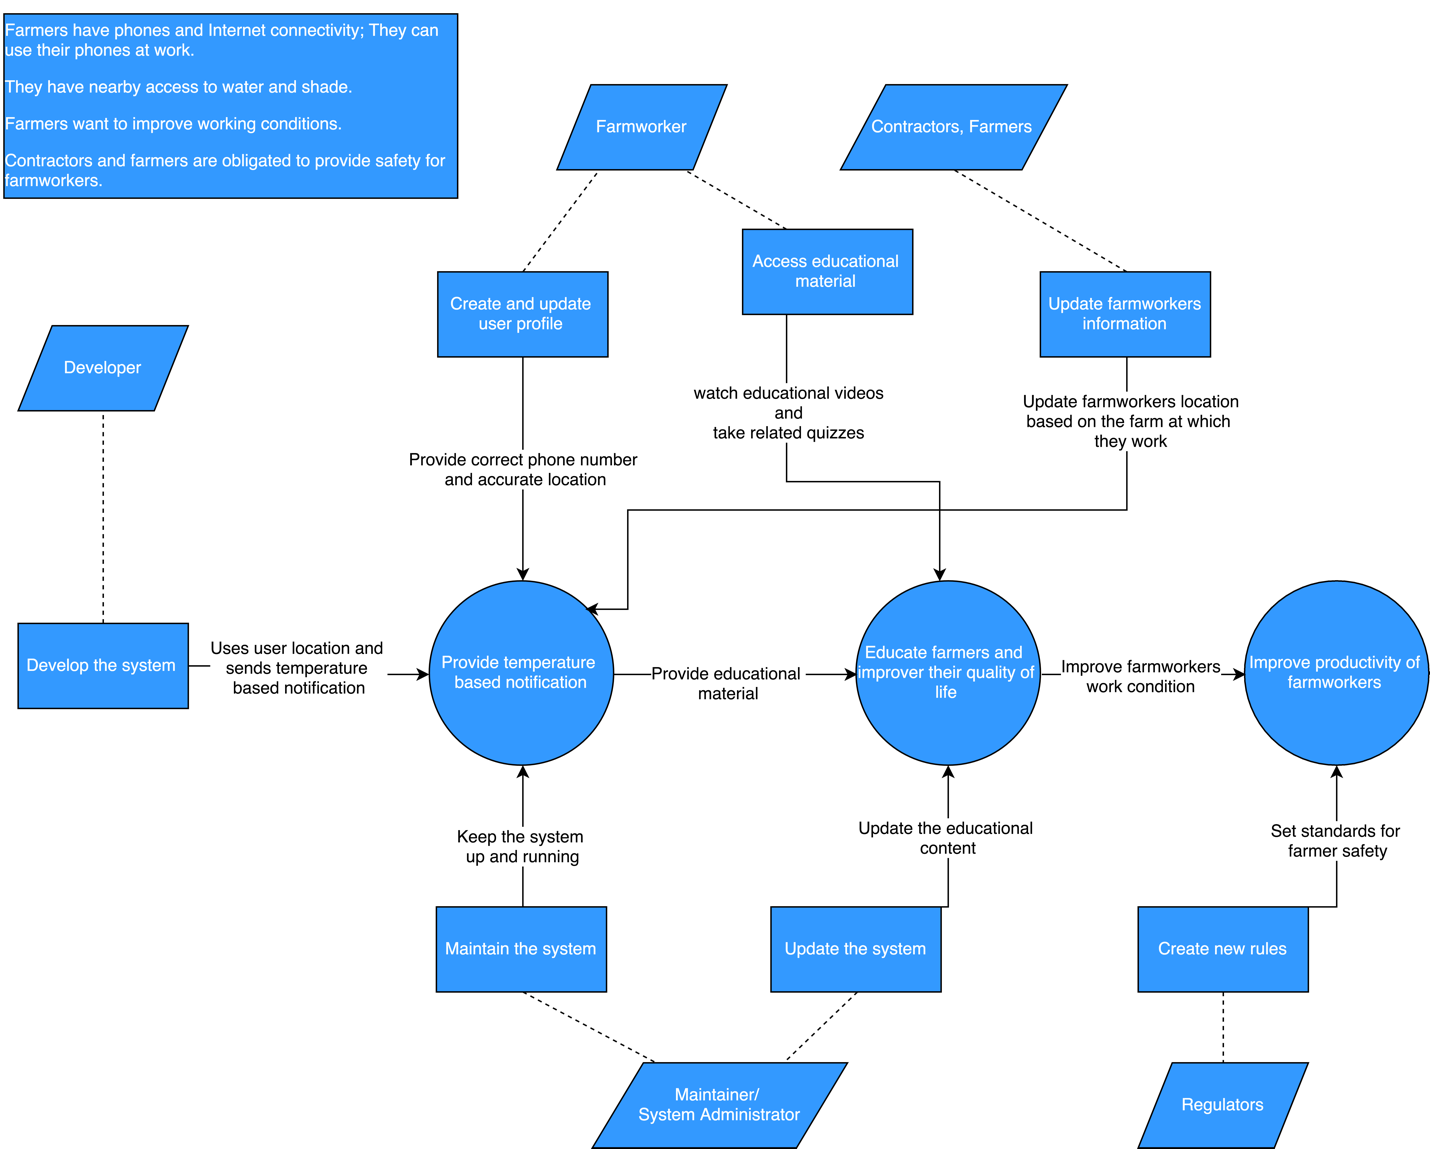 Farmers have phones and Internet connectivity; They can
use their phones at work.
They have nearby access to water and shade.
Farmers want to improve working conditions.
Contractors and farmers are obligated to provide safety for
farmworkers.
Farmworker
Contractors, Farmers
Access educational
material
Create and update
user profile
Update farmworkers
information
Developer
watch educational videos
and
take related quizzes
Update farmworkers location
based on the farm at which
they work
Provide correct phone number
and accurate location
Develop the system
Uses user location and
sends temperature
based notification
Provide temperature
based notification
Provide educational
material
Educate farmers and
improver their quality of
life
Improve farmworkers
work condition
Improve productivity of
farmworkers
Keep the system
up and running
Update the educational
content
Set standards for
farmer safety
Maintain the system
Update the system
Create new rules
Maintainer/
System Administrator
Regulators